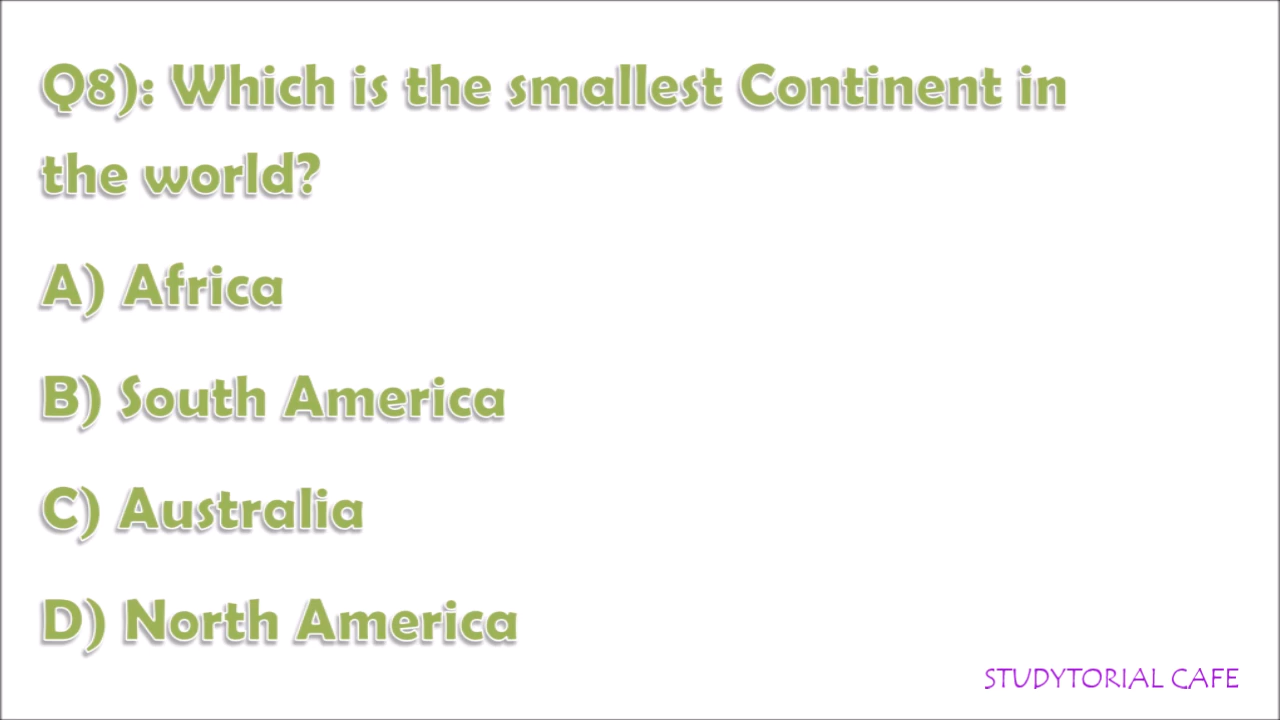 Q8): Which is the smallest Continent in
the world?
A) Africa
B) South America
C) Australia
D) North America
STUDYTORIAL CAFE